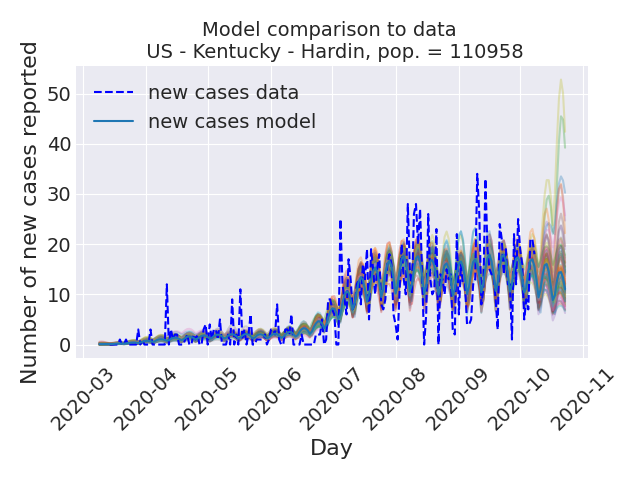 Model comparison to data
US - Kentucky - Hardin, pop. = 110958
Number of new cases reported
50
40
30
20
10
0
new cases data
new cases model
2020-03
2020-04
2020-05
2020-06
2020-07
2020-08
2020-09
2020-10
2020-11
Day